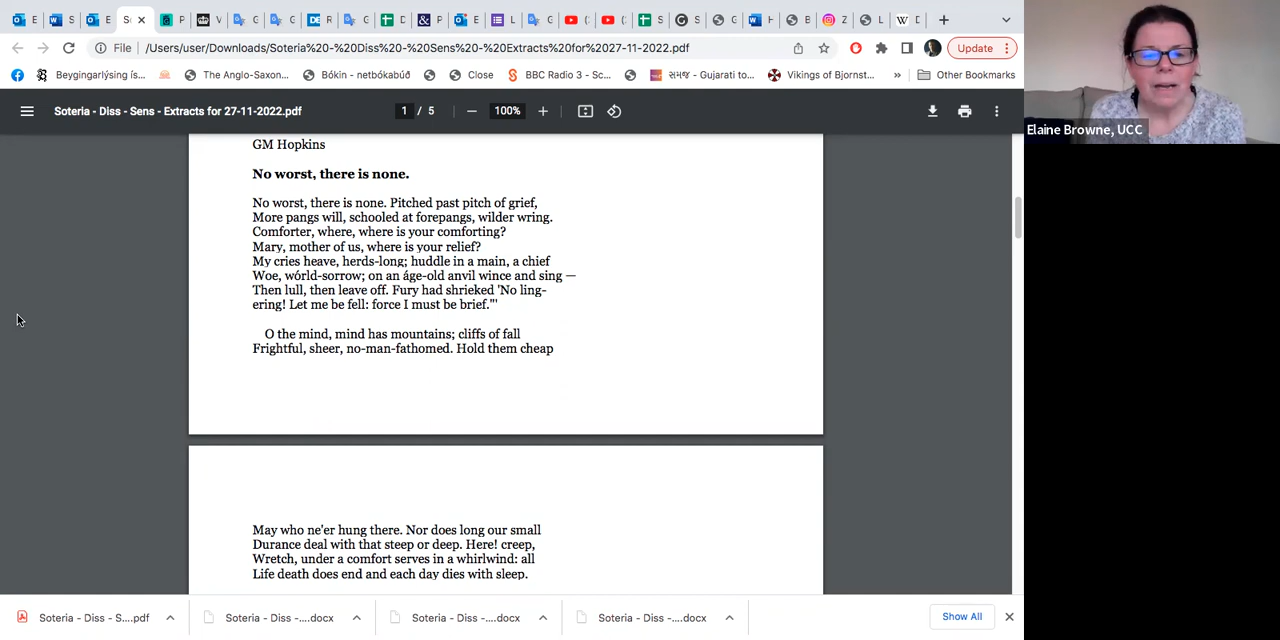 E
S
E
S
P
V
G
G
G
DE R
G
D
& P
E
L
G
(
(
S
S
G
H
B
Z
L
W D
File /Users/user/Downloads/Soteria%20-%20Diss%20-%20Sens%20-%20Extracts%20for%2027-11-2022.pdf
Update
Beygingarlýsing ís...
The Anglo-Saxon...
Bókin - netbókabúð
Close
BBC Radio 3 - Sc...
સમજ - Gujarati to...
Vikings of Bjornst...
»
Other Bookmarks
Soteria - Diss - Sens - Extracts for 27-11-2022.pdf
1 / 5
100%
GM Hopkins
No worst, there is none.
No worst, there is none. Pitched past pitch of grief,
More pangs will, schooled at forepangs, wilder wring.
Comforter, where, where is your comforting?
Mary, mother of us, where is your relief?
My cries heave, herds-long; huddle in a main, a chief
Woe, wórld-sorrow; on an áge-old anvil wince and sing —
Then lull, then leave off. Fury had shrieked 'No ling-
ering! Let me be fell: force I must be brief."'
O the mind, mind has mountains; cliffs of fall
Frightful, sheer, no-man-fathomed. Hold them cheap
May who ne'er hung there. Nor does long our small
Durance deal with that steep or deep. Here! creep,
Wretch, under a comfort serves in a whirlwind: all
Life death does end and each day dies with sleep.
Soteria - Diss - S....pdf
Soteria - Diss -....docx
Soteria - Diss -....docx
Soteria - Diss -....docx
Show All
Elaine Browne, UCC